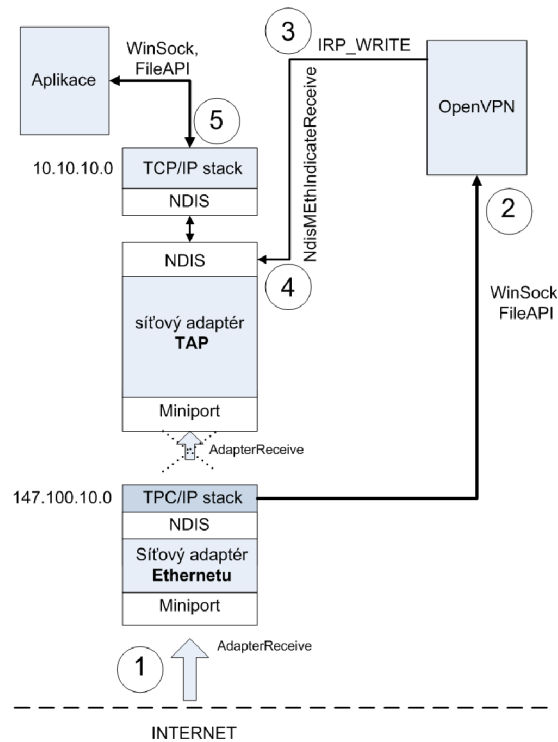 3
IRP_WRITE
WinSock,
FileAPI
Aplikace
OpenVPN
5
NdisMEthIndicateReceive
10.10.10.0
TCP/IP stack
NDIS
2
NDIS
4
WinSock
FileAPI
síťový adaptér
TAP
Miniport
AdapterReceive
147.100.10.0
TPC/IP stack
NDIS
Síťový adaptér
Ethernetu
Miniport
1
AdapterReceive
INTERNET